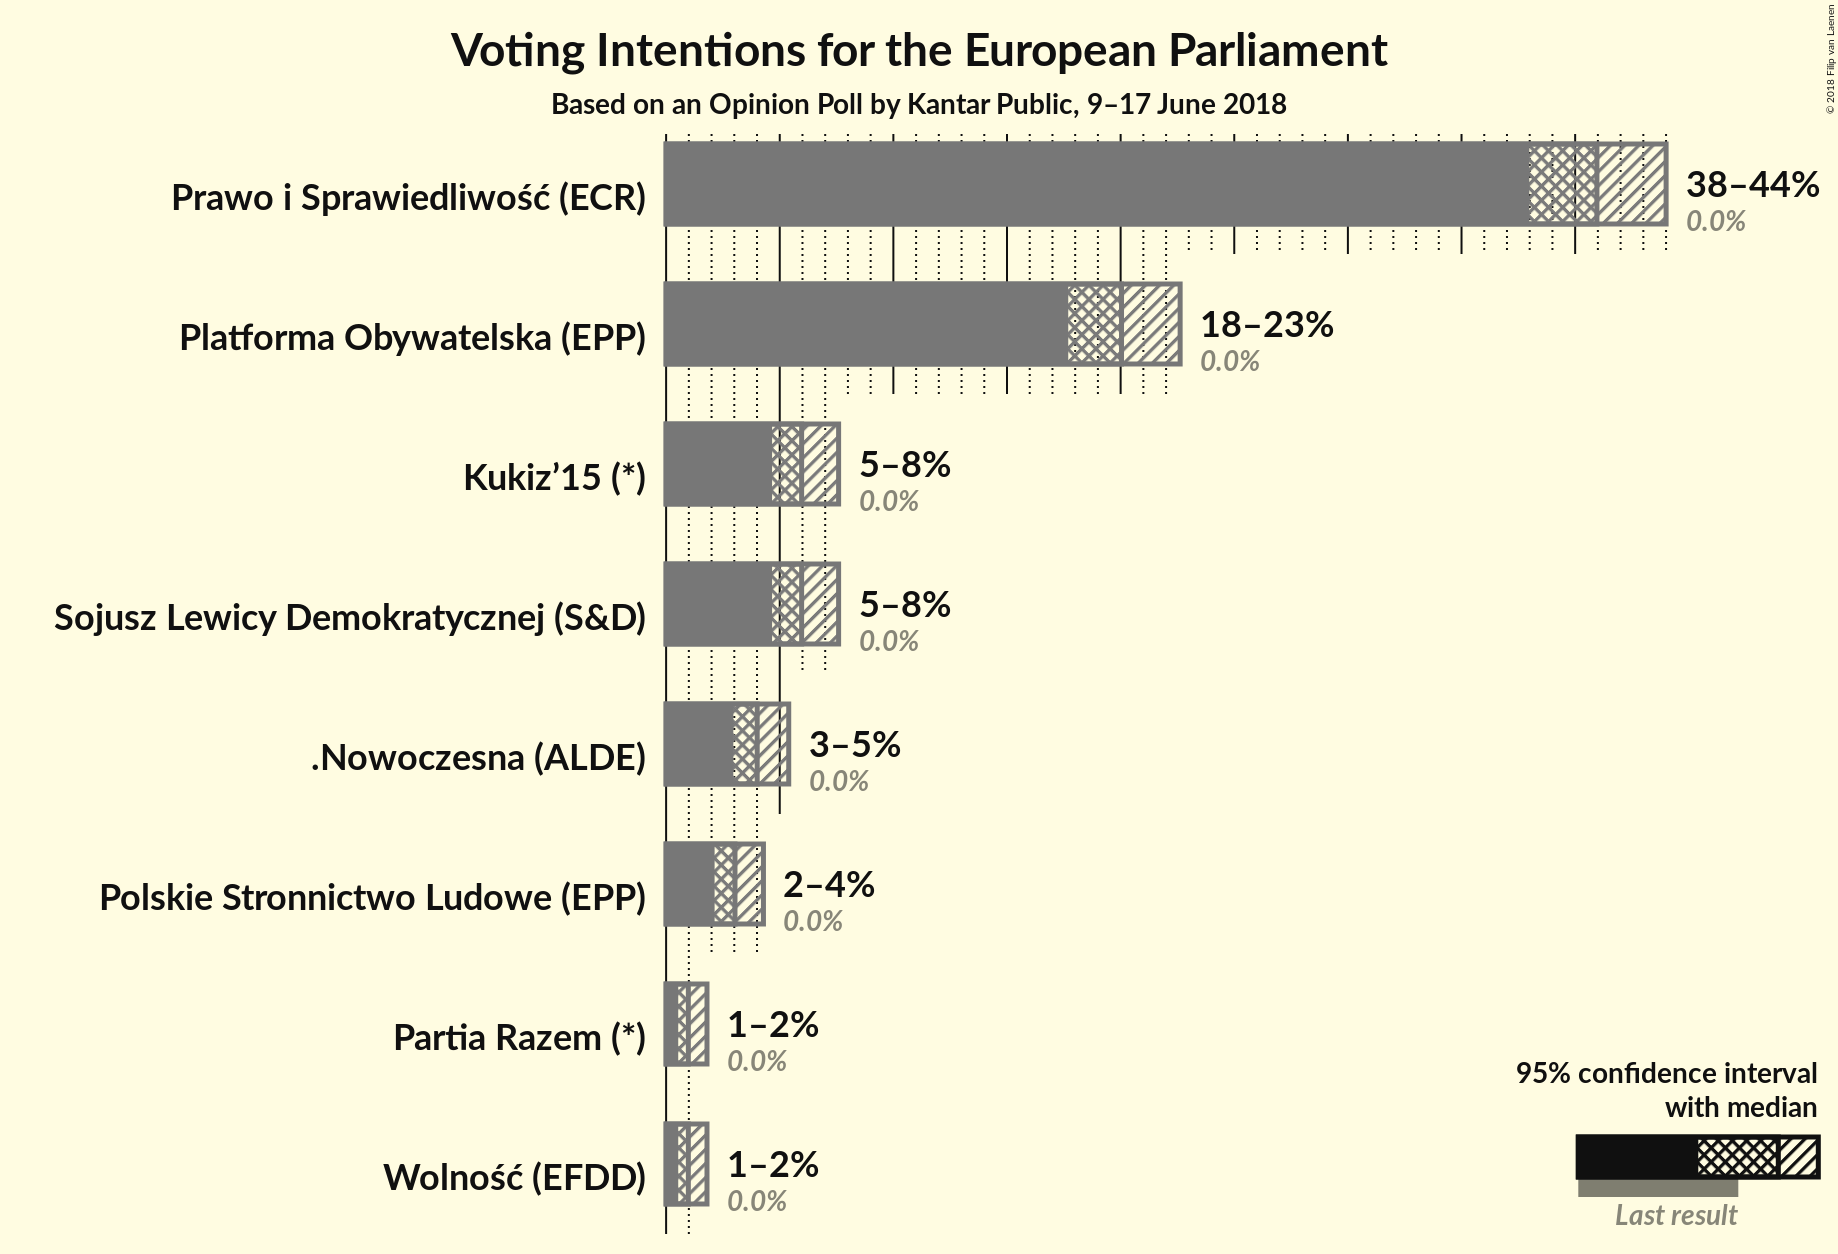 Voting Intentions for the European Parliament
Based on an Opinion Poll by Kantar Public, 9–17 June 2018
© 2018 Filip van Laenen
Prawo i Sprawiedliwość (ECR)
38–44%
0.0%
Platforma Obywatelska (EPP)
18–23%
0.0%
Kukiz’15 (*)
5–8%
0.0%
Sojusz Lewicy Demokratycznej (S&D)
5–8%
0.0%
.Nowoczesna (ALDE)
3–5%
0.0%
Polskie Stronnictwo Ludowe (EPP)
2–4%
0.0%
Partia Razem (*)
1–2%
0.0%
Wolność (EFDD)
1–2%
0.0%
95% confidence interval
with median
Last result